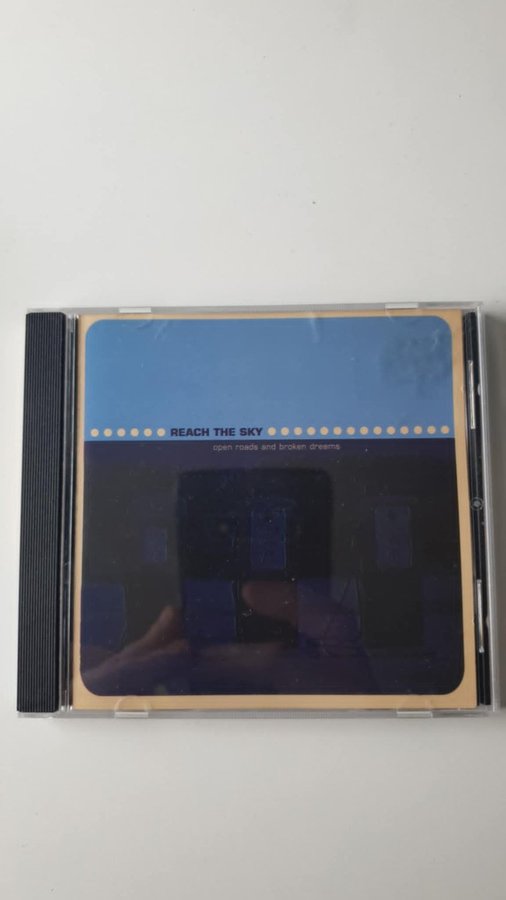 REACH THE SKY
open roads and broken dreams